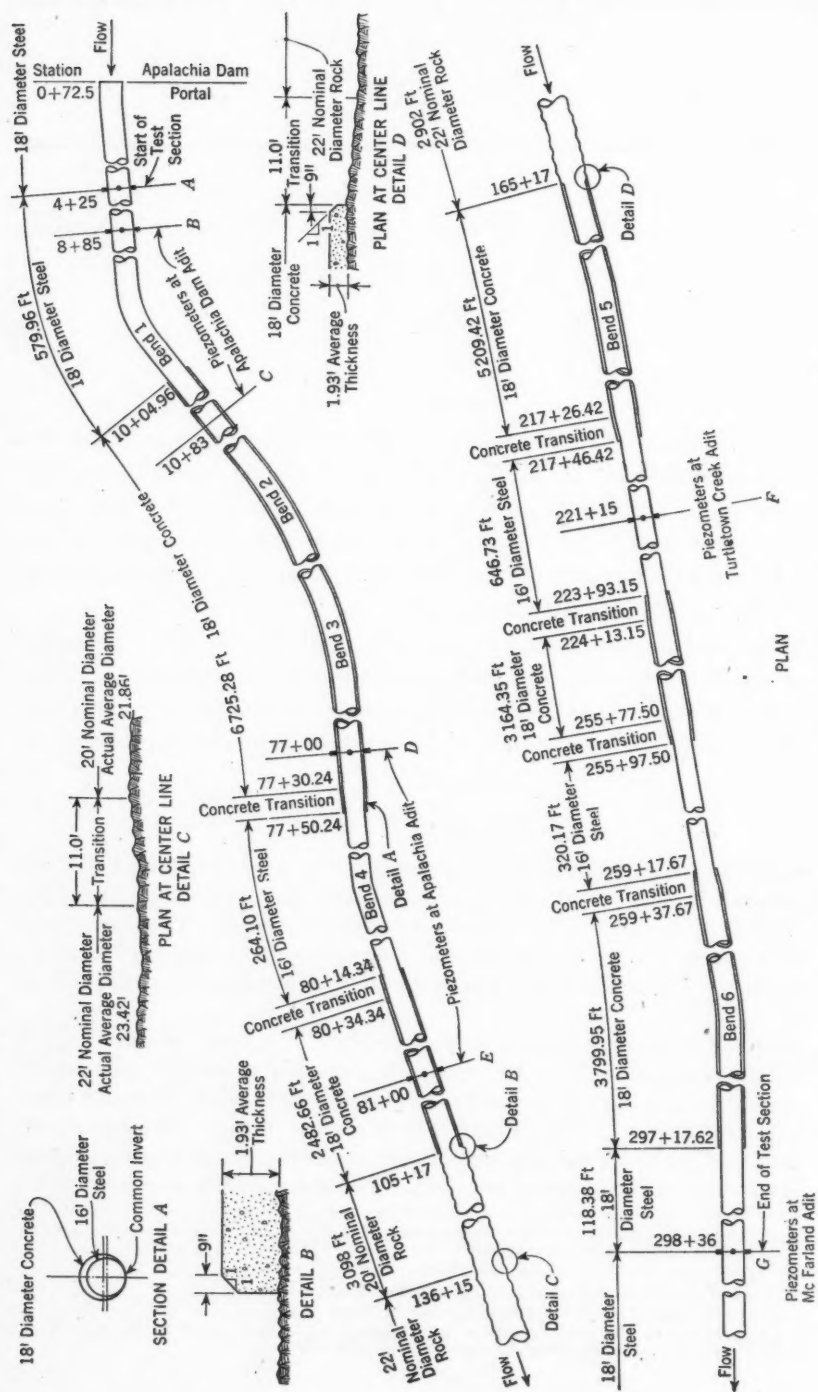 18' Diameter Concrete
16' Diameter
Steel
Common Invert
SECTION DETAIL A
22' Nominal Diameter
Actual Average Diameter
23.42'
11.0'
Transition
20' Nominal Diameter
Actual Average Diameter
21.86'
PLAN AT CENTER LINE
DETAIL C
9"
1
1
1.93' Average
Thickness
DETAIL B
18' Diameter Steel
Station
0+72.5
Apalachia Dam
Portal
Flow
4+25
Start of
Test
Section
A
8+85
B
579.96 Ft
18' Diameter Steel
Bend 1
Piezometers at
Apalachia Dam Adit
10+04.96
10+83
C
6725.28 Ft 18' Diameter Concrete
Bend 2
Bend 3
77+00
D
77+30.24
Concrete Transition
77+50.24
Detail A
264.10 Ft
16' Diameter Steel
Bend 4
Piezometers at Apalachia Adit
80+14.34
Concrete Transition
80+34.34
81+00
E
2482.66 Ft
18' Diameter
Concrete
105+17
Detail B
3098 Ft
20' Nominal
Diameter
Rock
136+15
Detail C
22'
Nominal
Diameter
Rock
Flow
18' Diameter
Concrete
11.0'
Transition
9"
22' Nominal
Diameter Rock
1
1
1.93' Average
Thickness
PLAN AT CENTER LINE
DETAIL D
Flow
2902 Ft
22' Nominal
Diameter Rock
165+17
Detail D
5209.42 Ft
18' Diameter Concrete
Bend 5
217+26.42
Concrete Transition
217+46.42
646.73 Ft
16' Diameter Steel
221+15
Piezometers at
Turtletown Creek Adit
F
223+93.15
Concrete Transition
224+13.15
3164.35 Ft
18' Diameter
Concrete
255+77.50
Concrete Transition
255+97.50
320.17 Ft
16' Diameter
Steel
259+17.67
Concrete Transition
259+37.67
3799.95 Ft
18' Diameter Concrete
Bend 6
297+17.62
118.38 Ft
18'
Diameter
Steel
298+36
G
End of Test Section
Piezometers at
Mc Farland Adit
18' Diameter
Steel
Flow
PLAN